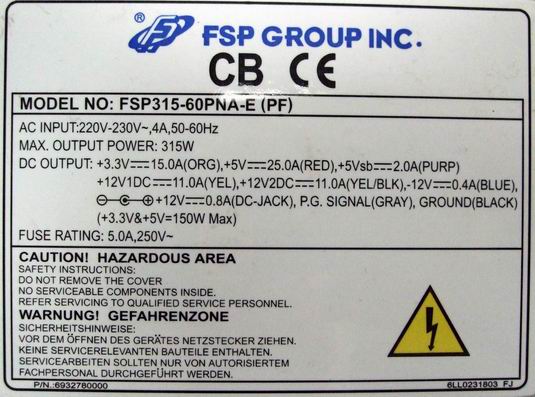 ® FSP GROUP INC.
CB CE
MODEL NO: FSP315-60PNA-E (PF)
AC INPUT:220V-230V~,4A,50-60Hz
MAX. OUTPUT POWER: 315W
DC OUTPUT: +3.3V⎓15.0A(ORG),+5V⎓25.0A(RED),+5Vsb⎓2.0A(PURP)
+12V1DC⎓11.0A(YEL),+12V2DC⎓11.0A(YEL/BLK),-12V⎓0.4A(BLUE),
+12V⎓0.8A(DC-JACK), P.G. SIGNAL(GRAY), GROUND(BLACK)
(+3.3V&+5V=150W Max)
FUSE RATING: 5.0A,250V~
CAUTION! HAZARDOUS AREA
SAFETY INSTRUCTIONS:
DO NOT REMOVE THE COVER
NO SERVICEABLE COMPONENTS INSIDE.
REFER SERVICING TO QUALIFIED SERVICE PERSONNEL.
WARNUNG! GEFAHRENZONE
SICHERHEITSHINWEISE:
VOR DEM ÖFFNEN DES GERÄTES NETZSTECKER ZIEHEN.
KEINE SERVICERELEVANTEN BAUTEILE ENTHALTEN.
SERVICEARBEITEN SOLLTEN NUR VON AUTORISIERTEM
FACHPERSONAL DURCHGEFÜHRT WERDEN.
P/N.:6932780000 6LL0231803 FJ